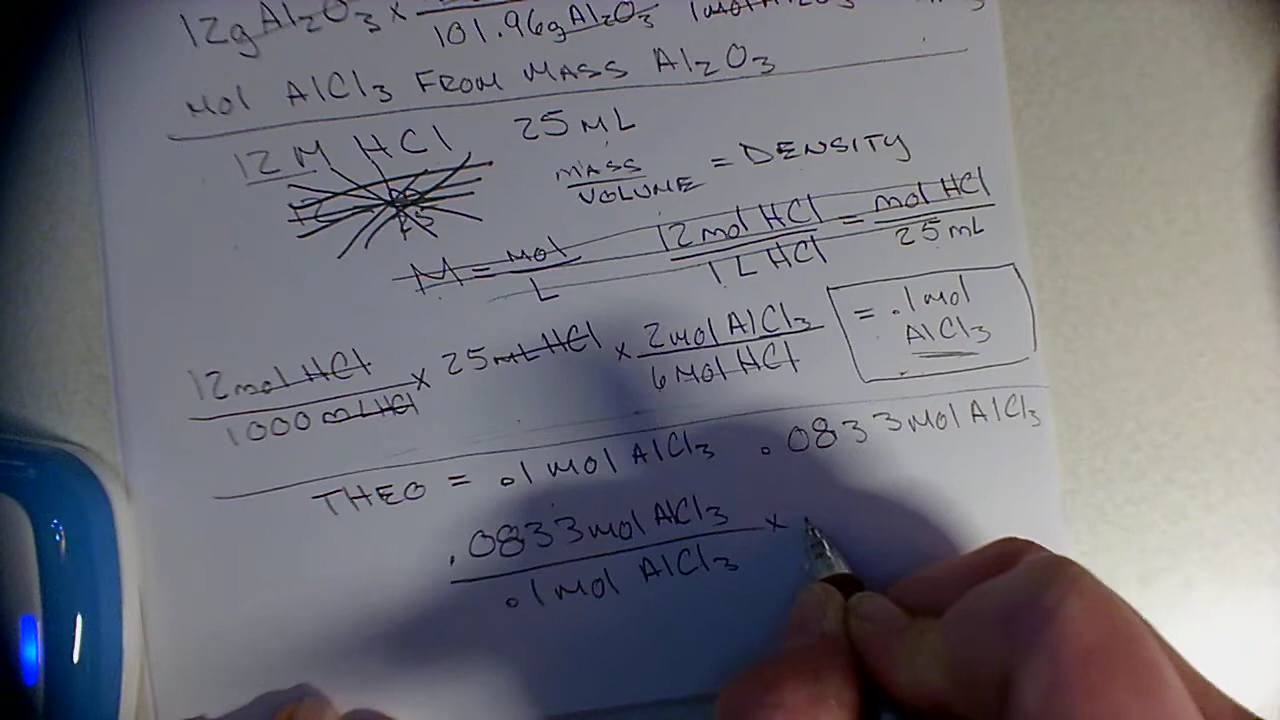 12g Al2O3 ×
101.96g Al2O3
MOl AlCl3 FROM MASS Al2O3
12 M HCl 25 ML
MASS
VOLUME = DENSITY
M = mol
L
12 mol HCl = mol HCl
1 L HCl 25 mL
12 mol HCl × 25 mL HCl × 2 mol AlCl3 = .1 mol
1000 mL HCl 6 Mol HCl AlCl3
THEO = .1 mol AlCl3 .0833 mol AlCl3
.0833 mol AlCl3 ×
.1 mol AlCl3